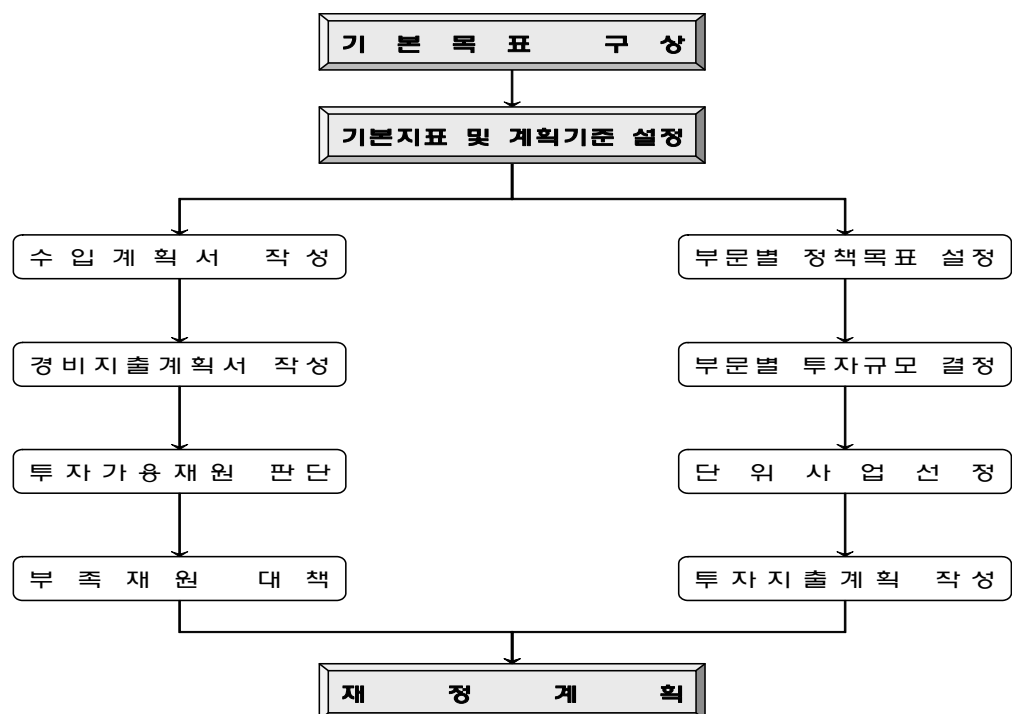 기본목표 구상
기본지표 및 계획기준 설정
수입계획서 작성
부문별 정책목표 설정
경비지출계획서 작성
부문별 투자규모 결정
투자가용재원 판단
단위사업선정
부족재원 대책
투자지출계획 작성
재정계획